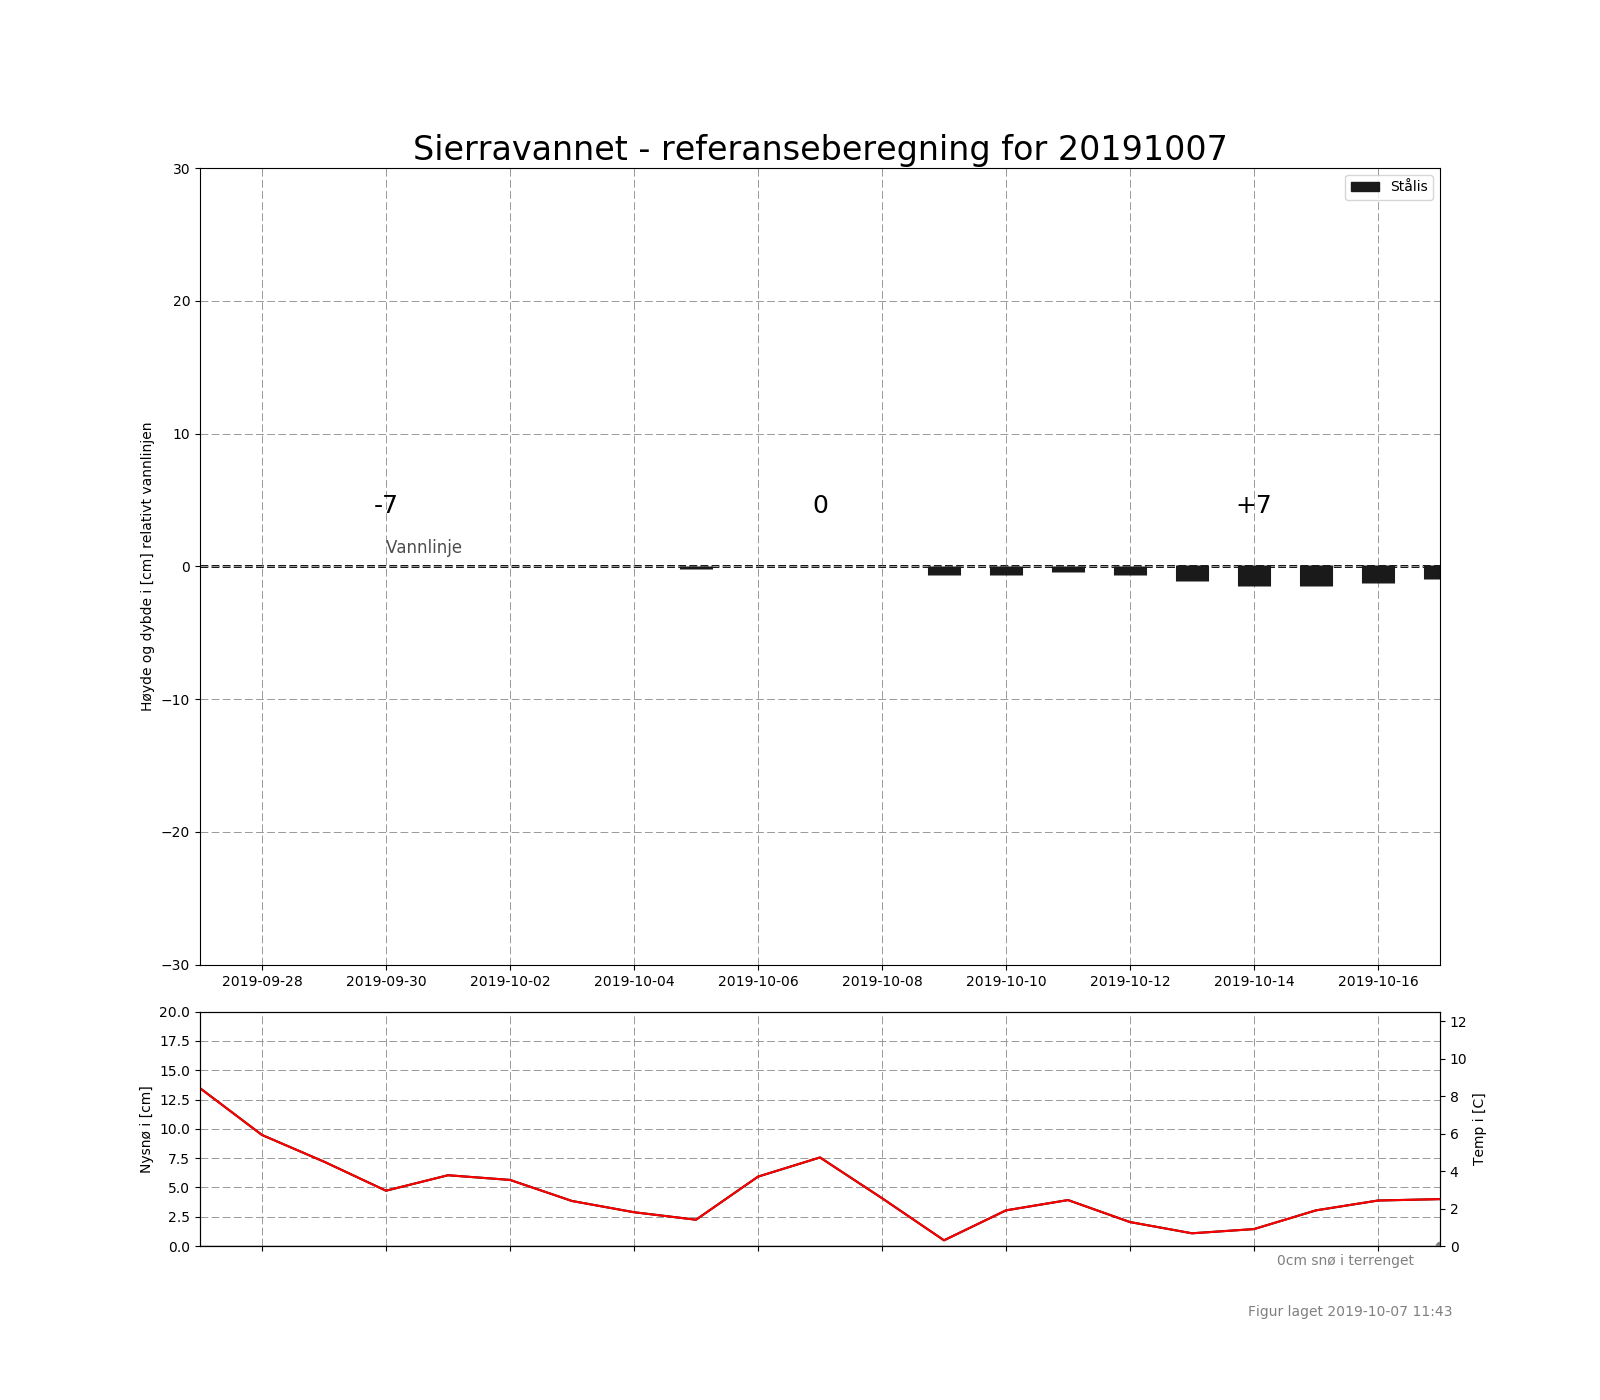 Sierravannet - referanseberegning for 20191007
Stålis
30
20
10
0
−10
−20
−30
Høyde og dybde i [cm] relativt vannlinjen
-7
0
+7
Vannlinje
2019-09-28 2019-09-30 2019-10-02 2019-10-04 2019-10-06 2019-10-08 2019-10-10 2019-10-12 2019-10-14 2019-10-16
20.0
17.5
15.0
12.5
10.0
7.5
5.0
2.5
0.0
Nysnø i [cm]
12
10
8
6
4
2
0
Temp i [C]
0cm snø i terrenget
Figur laget 2019-10-07 11:43